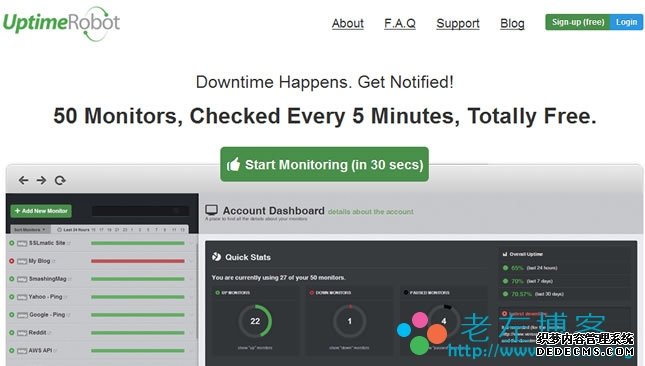 UptimeRobot
About F.A.Q Support Blog Sign-up (free) Login
Downtime Happens. Get Notified!
50 Monitors, Checked Every 5 Minutes, Totally Free.
Start Monitoring (in 30 secs)
Add New Monitor
Sort Monitors
Last 24 Hours
SSLmatic Site
My Blog
SmashingMag
Yahoo - Ping
Google - Ping
Reddit
AWS API
Account Dashboard details about the account
A place to find all the details about your monitors
Quick Stats
You are currently using 27 of your 50 monitors.
UP MONITORS
22
show "up" monitors
DOWN MONITORS
1
show "down" monitors
PAUSED MONITORS
4
Overall Uptime
65% (last 24 hours)
70% (last 7 days)
70.57% (last 30 days)
老左博客
http://www.
织梦内容管理系统
DEDECMS.COM